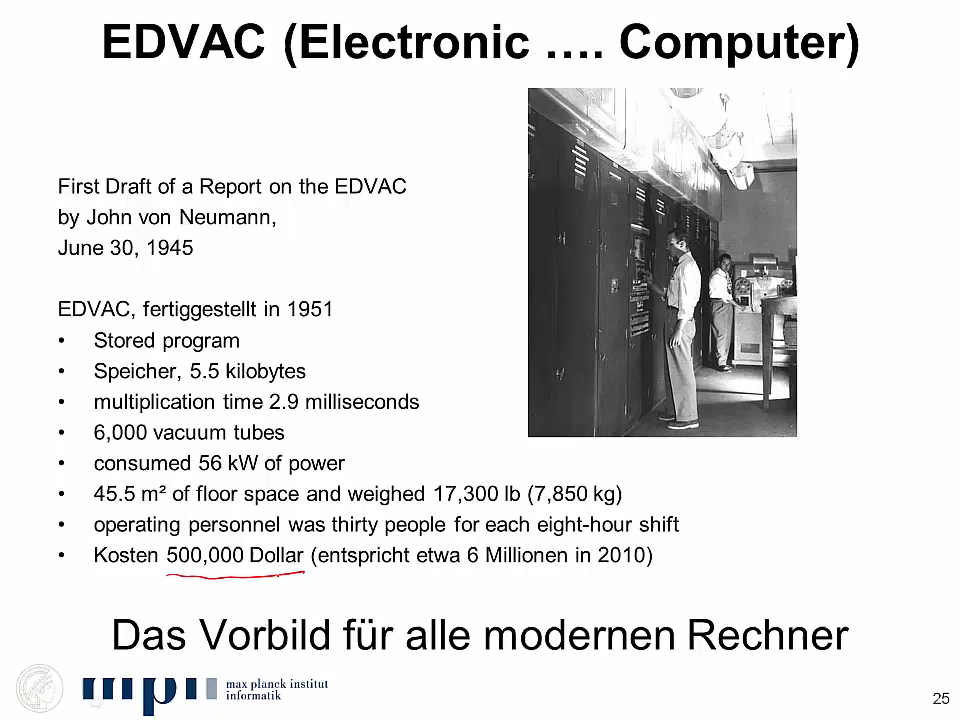 EDVAC (Electronic …. Computer)
First Draft of a Report on the EDVAC
by John von Neumann,
June 30, 1945
EDVAC, fertiggestellt in 1951
• Stored program
• Speicher, 5.5 kilobytes
• multiplication time 2.9 milliseconds
• 6,000 vacuum tubes
• consumed 56 kW of power
• 45.5 m² of floor space and weighed 17,300 lb (7,850 kg)
• operating personnel was thirty people for each eight-hour shift
• Kosten 500,000 Dollar (entspricht etwa 6 Millionen in 2010)
Das Vorbild für alle modernen Rechner
mpii max planck institut
informatik
25